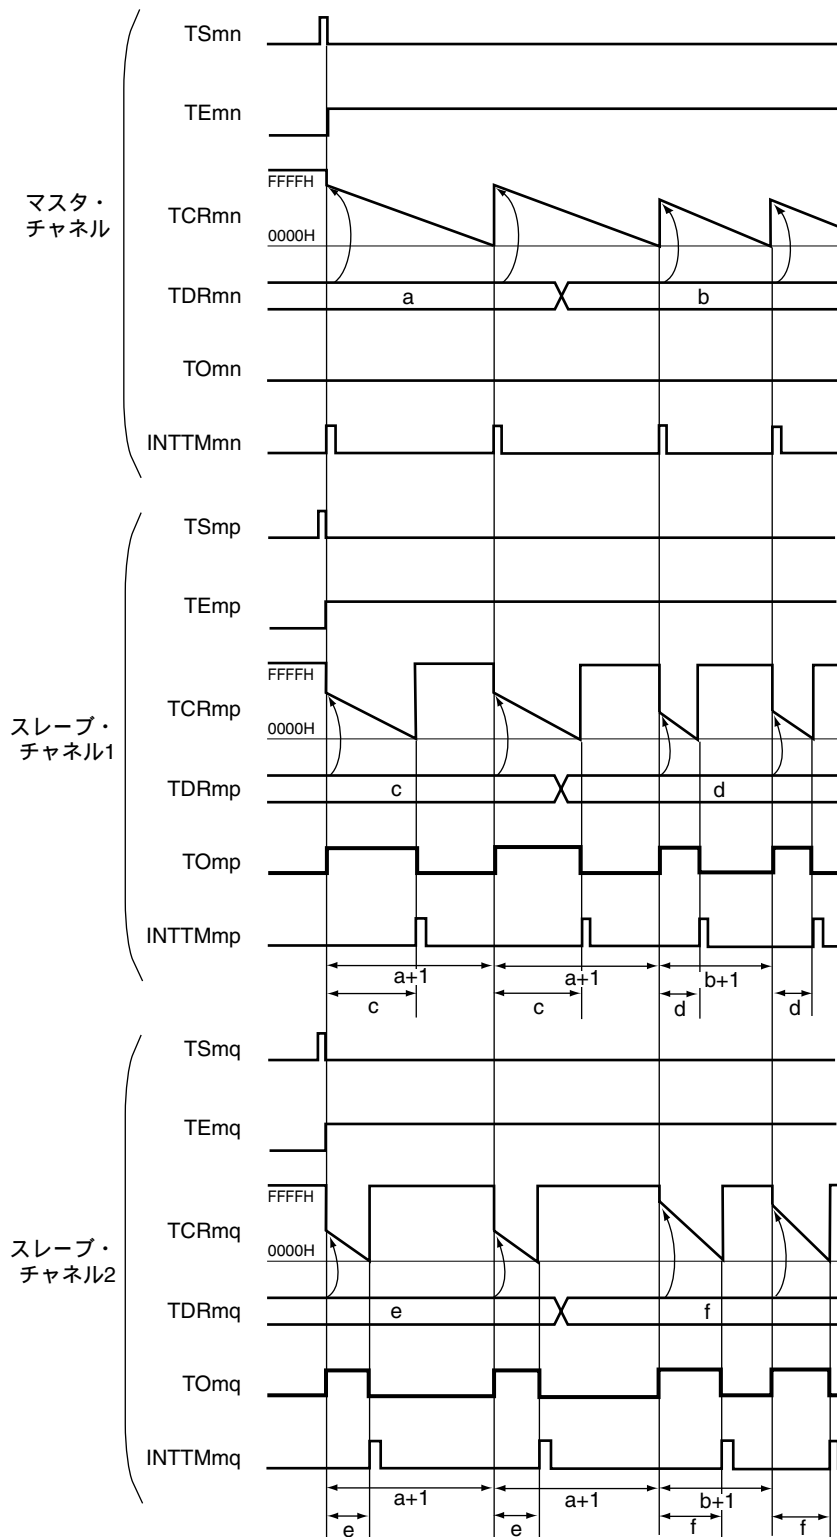 TSmn
TEmn
FFFFH
マスタ・
チャネル
TCRmn
0000H
TDRmn
a
b
TOmn
INTTMmn
TSmp
TEmp
FFFFH
TCRmp
スレーブ・
チャネル1
0000H
TDRmp
c
d
TOmp
INTTMmp
a+1
a+1
b+1
c
c
d
d
TSmq
TEmq
FFFFH
TCRmq
スレーブ・
チャネル2
0000H
TDRmq
e
f
TOmq
INTTMmq
a+1
a+1
b+1
e
e
f
f